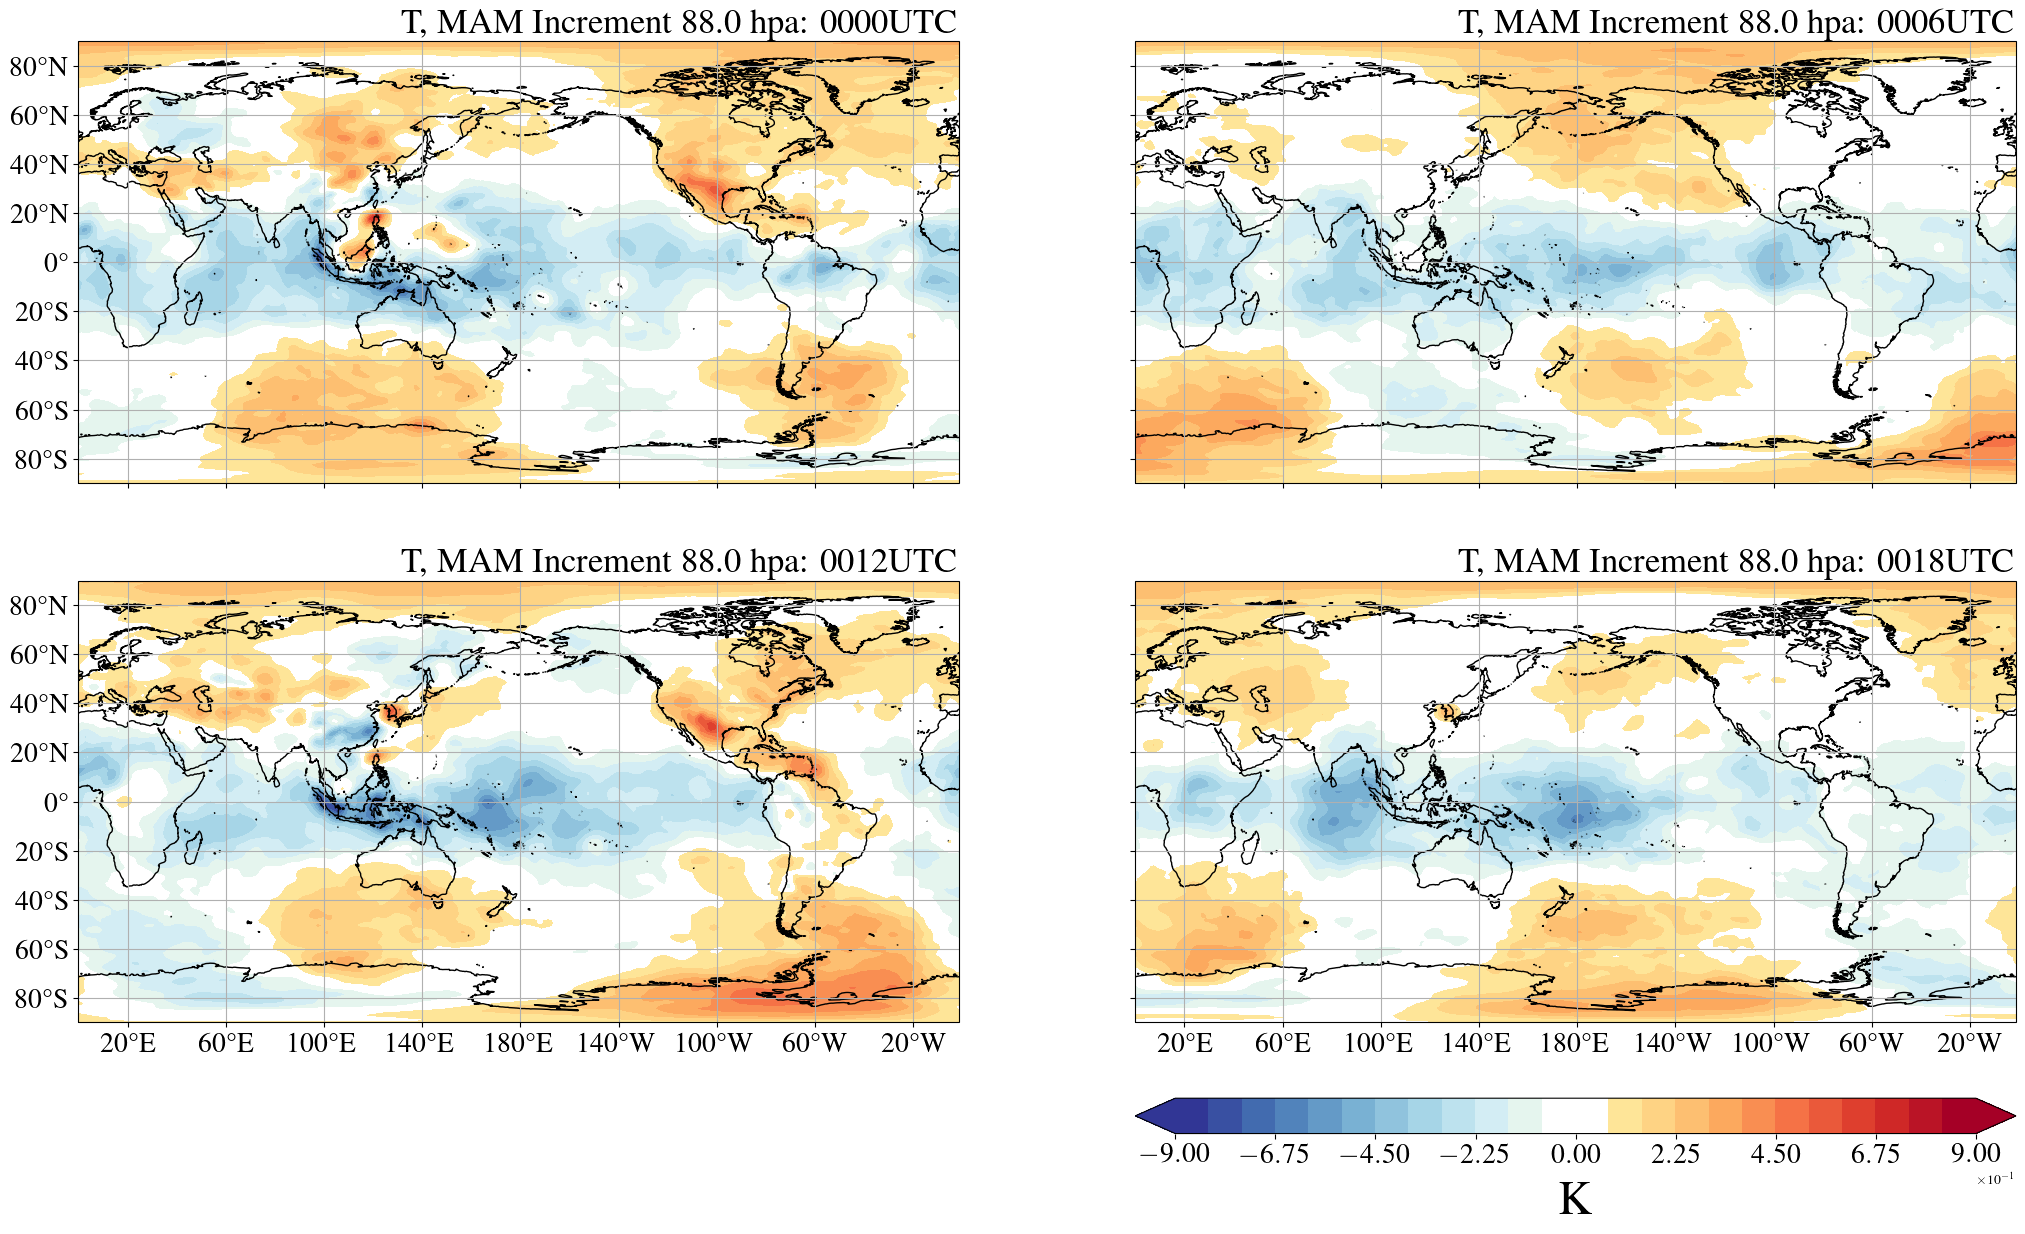 T, MAM Increment 88.0 hpa: 0000UTC
T, MAM Increment 88.0 hpa: 0006UTC
80°N
60°N
40°N
20°N
0°
20°S
40°S
60°S
80°S
T, MAM Increment 88.0 hpa: 0012UTC
T, MAM Increment 88.0 hpa: 0018UTC
80°N
60°N
40°N
20°N
0°
20°S
40°S
60°S
80°S
20°E 60°E 100°E 140°E 180°E 140°W 100°W 60°W 20°W
20°E 60°E 100°E 140°E 180°E 140°W 100°W 60°W 20°W
−9.00 −6.75 −4.50 −2.25 0.00 2.25 4.50 6.75 9.00
×10⁻¹
K